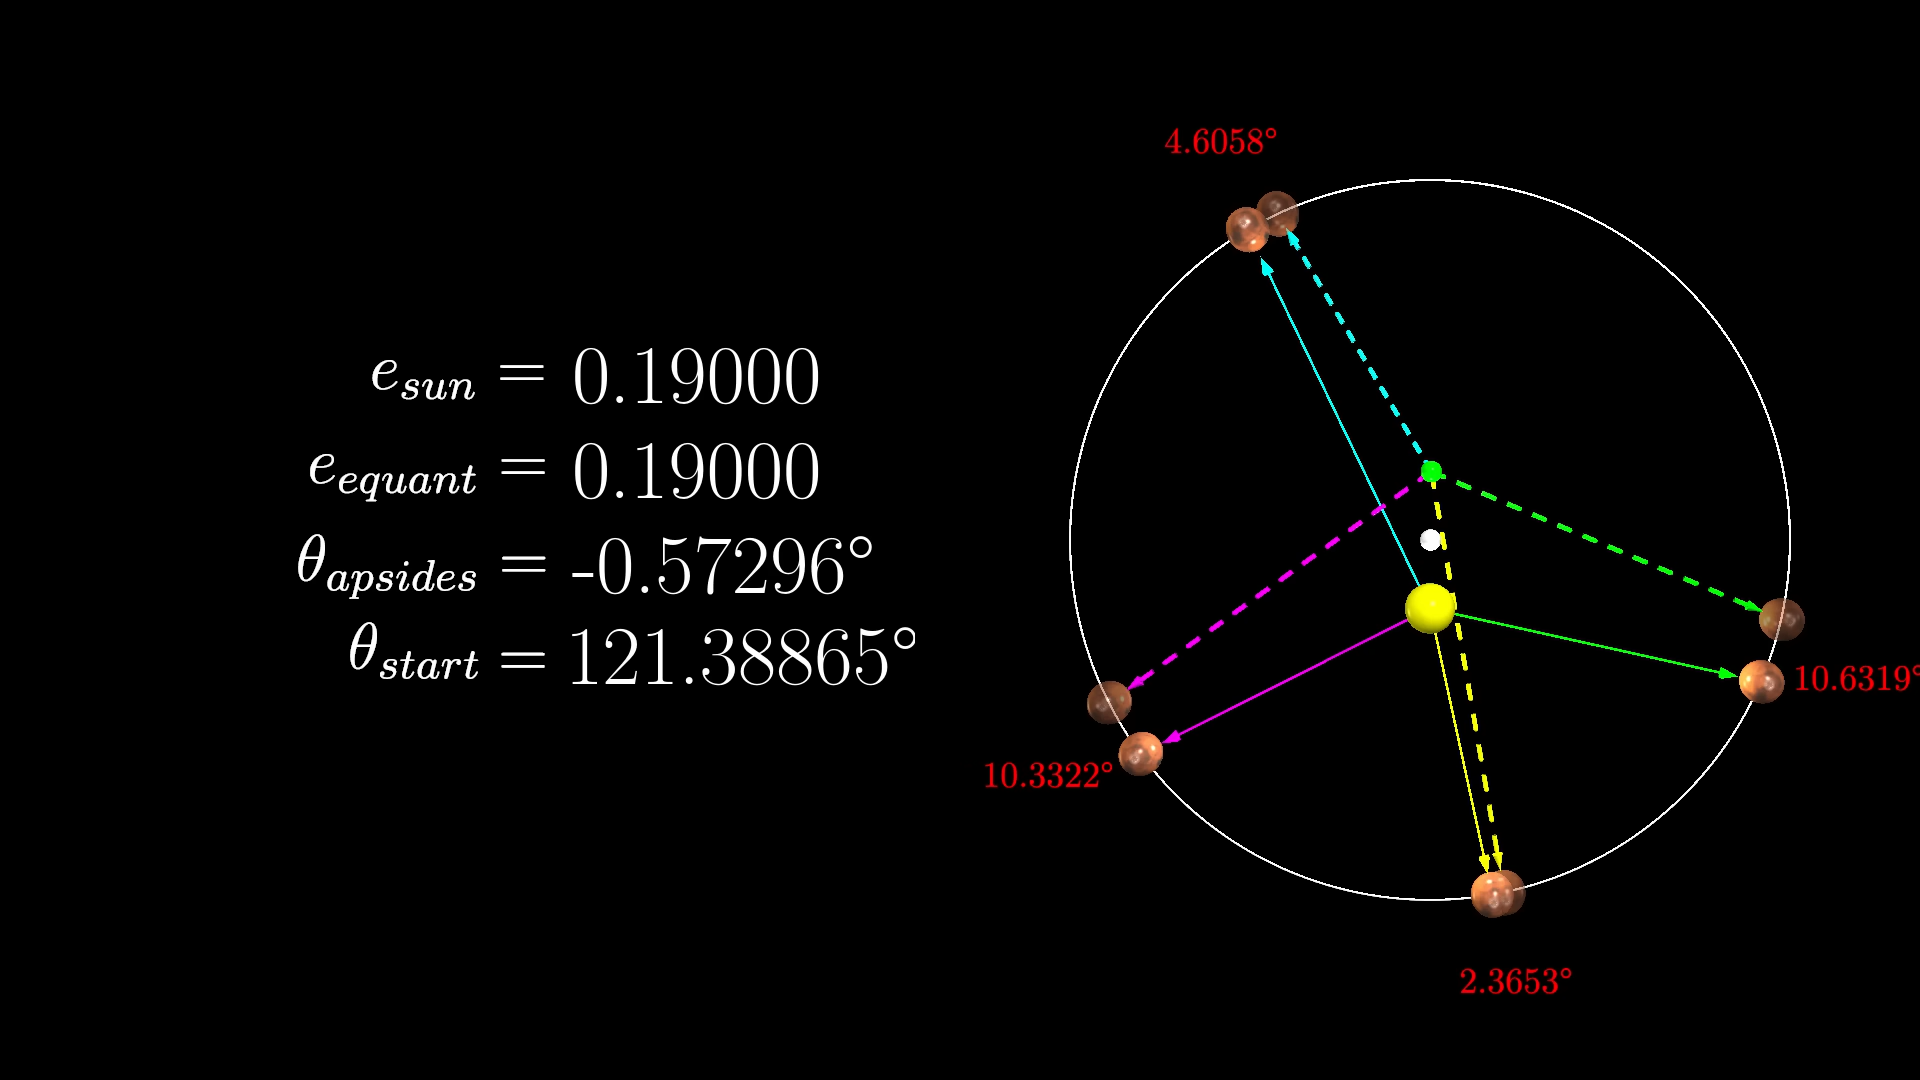 4.6058°
e_sun = 0.19000
e_equant = 0.19000
θ_apsides = -0.57296°
θ_start = 121.38865°
10.6319°
10.3322°
2.3653°